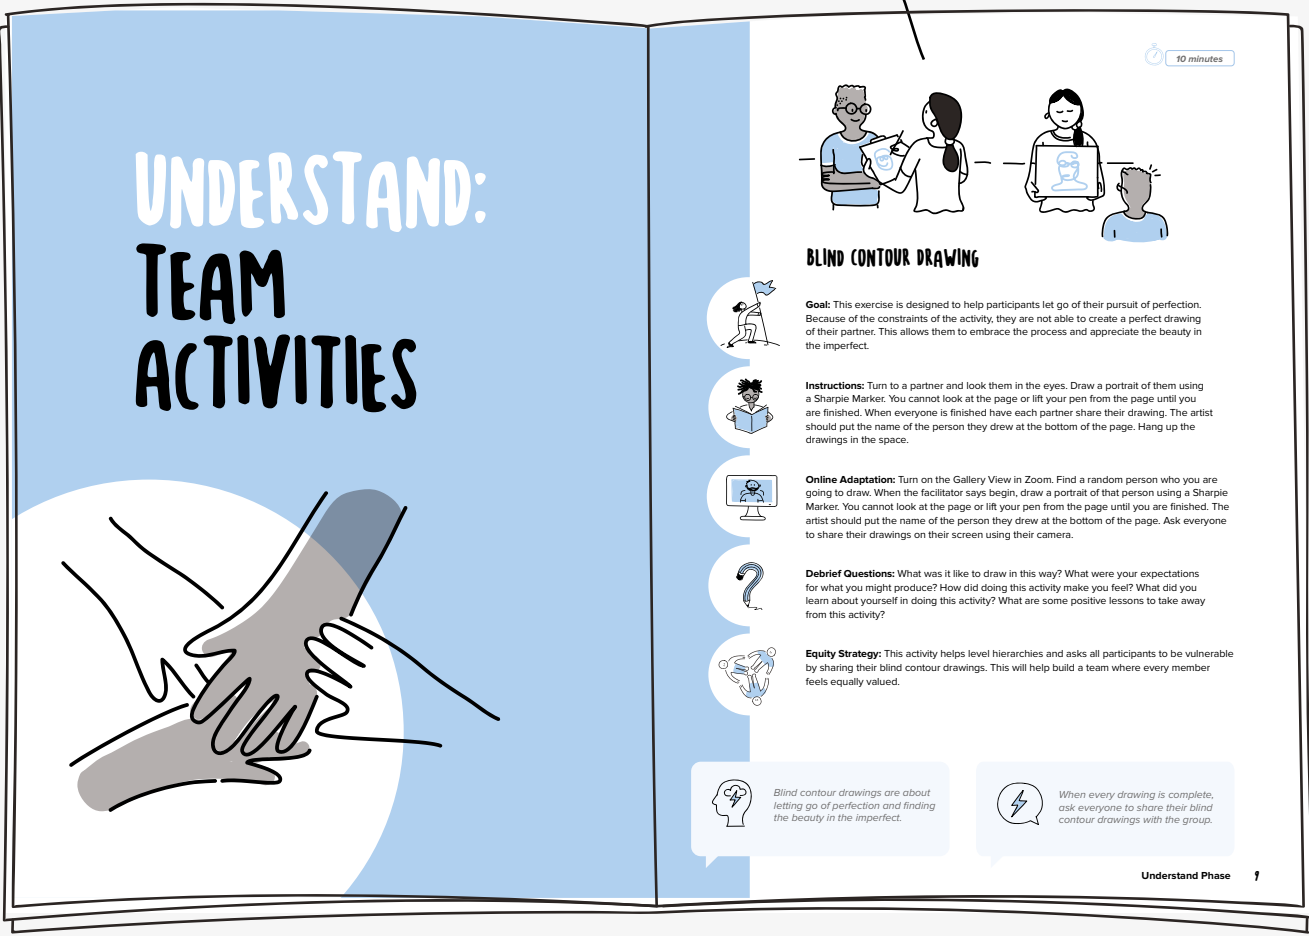 UNDERSTAND:
TEAM
ACTIVITIES
10 minutes
BLIND CONTOUR DRAWING
Goal: This exercise is designed to help participants let go of their pursuit of perfection.
Because of the constraints of the activity, they are not able to create a perfect drawing
of their partner. This allows them to embrace the process and appreciate the beauty in
the imperfect.
Instructions: Turn to a partner and look them in the eyes. Draw a portrait of them using
a Sharpie Marker. You cannot look at the page or lift your pen from the page until you
are finished. When everyone is finished have each partner share their drawing. The artist
should put the name of the person they drew at the bottom of the page. Hang up the
drawings in the space.
Online Adaptation: Turn on the Gallery View in Zoom. Find a random person who you are
going to draw. When the facilitator says begin, draw a portrait of that person using a Sharpie
Marker. You cannot look at the page or lift your pen from the page until you are finished. The
artist should put the name of the person they drew at the bottom of the page. Ask everyone
to share their drawings on their screen using their camera.
Debrief Questions: What was it like to draw in this way? What were your expectations
for what you might produce? How did doing this activity make you feel? What did you
learn about yourself in doing this activity? What are some positive lessons to take away
from this activity?
Equity Strategy: This activity helps level hierarchies and asks all participants to be vulnerable
by sharing their blind contour drawings. This will help build a team where every member
feels equally valued.
Blind contour drawings are about
letting go of perfection and finding
the beauty in the imperfect.
When every drawing is complete,
ask everyone to share their blind
contour drawings with the group.
Understand Phase 9